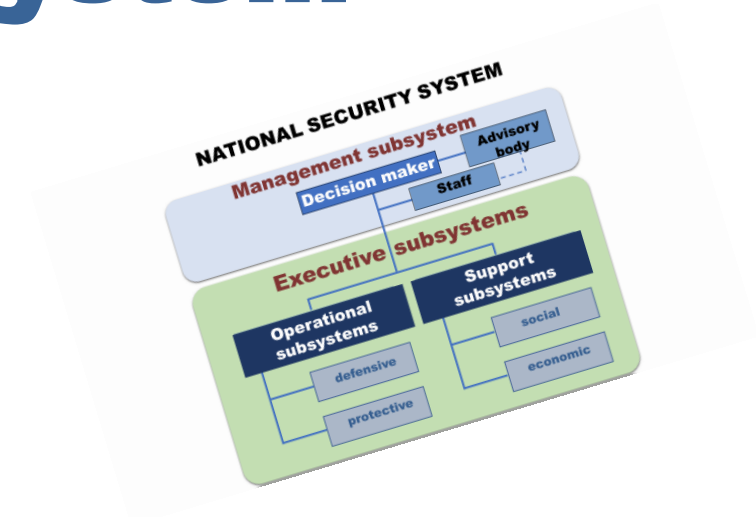 ystem
NATIONAL SECURITY SYSTEM
Management subsystem
Decision maker
Advisory
body
Staff
Executive subsystems
Operational
subsystems
defensive
protective
Support
subsystems
social
economic